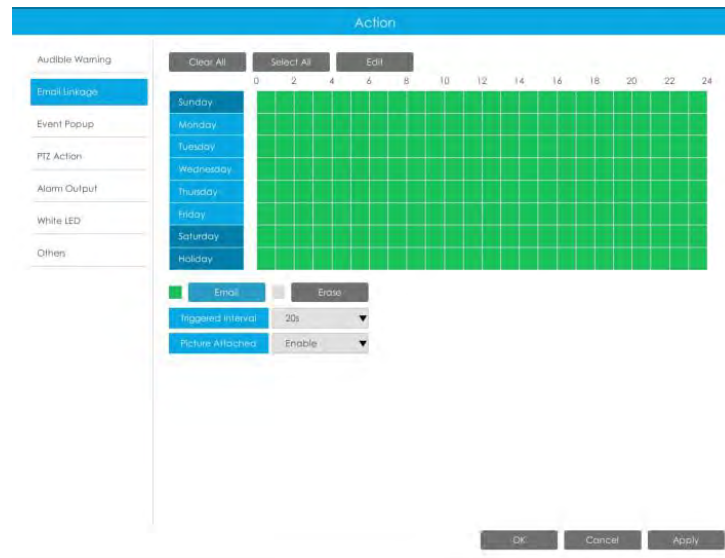 Action
Audible Warning
Email Linkage
Event Popup
PTZ Action
Alarm Output
White LED
Others
Clear All Select All Edit
0 2 4 6 8 10 12 14 16 18 20 22 24
Sunday
Monday
Tuesday
Wednesday
Thursday
Friday
Saturday
Holiday
Email Erase
Triggered Interval 20s
Picture Attached Enable
OK Cancel Apply